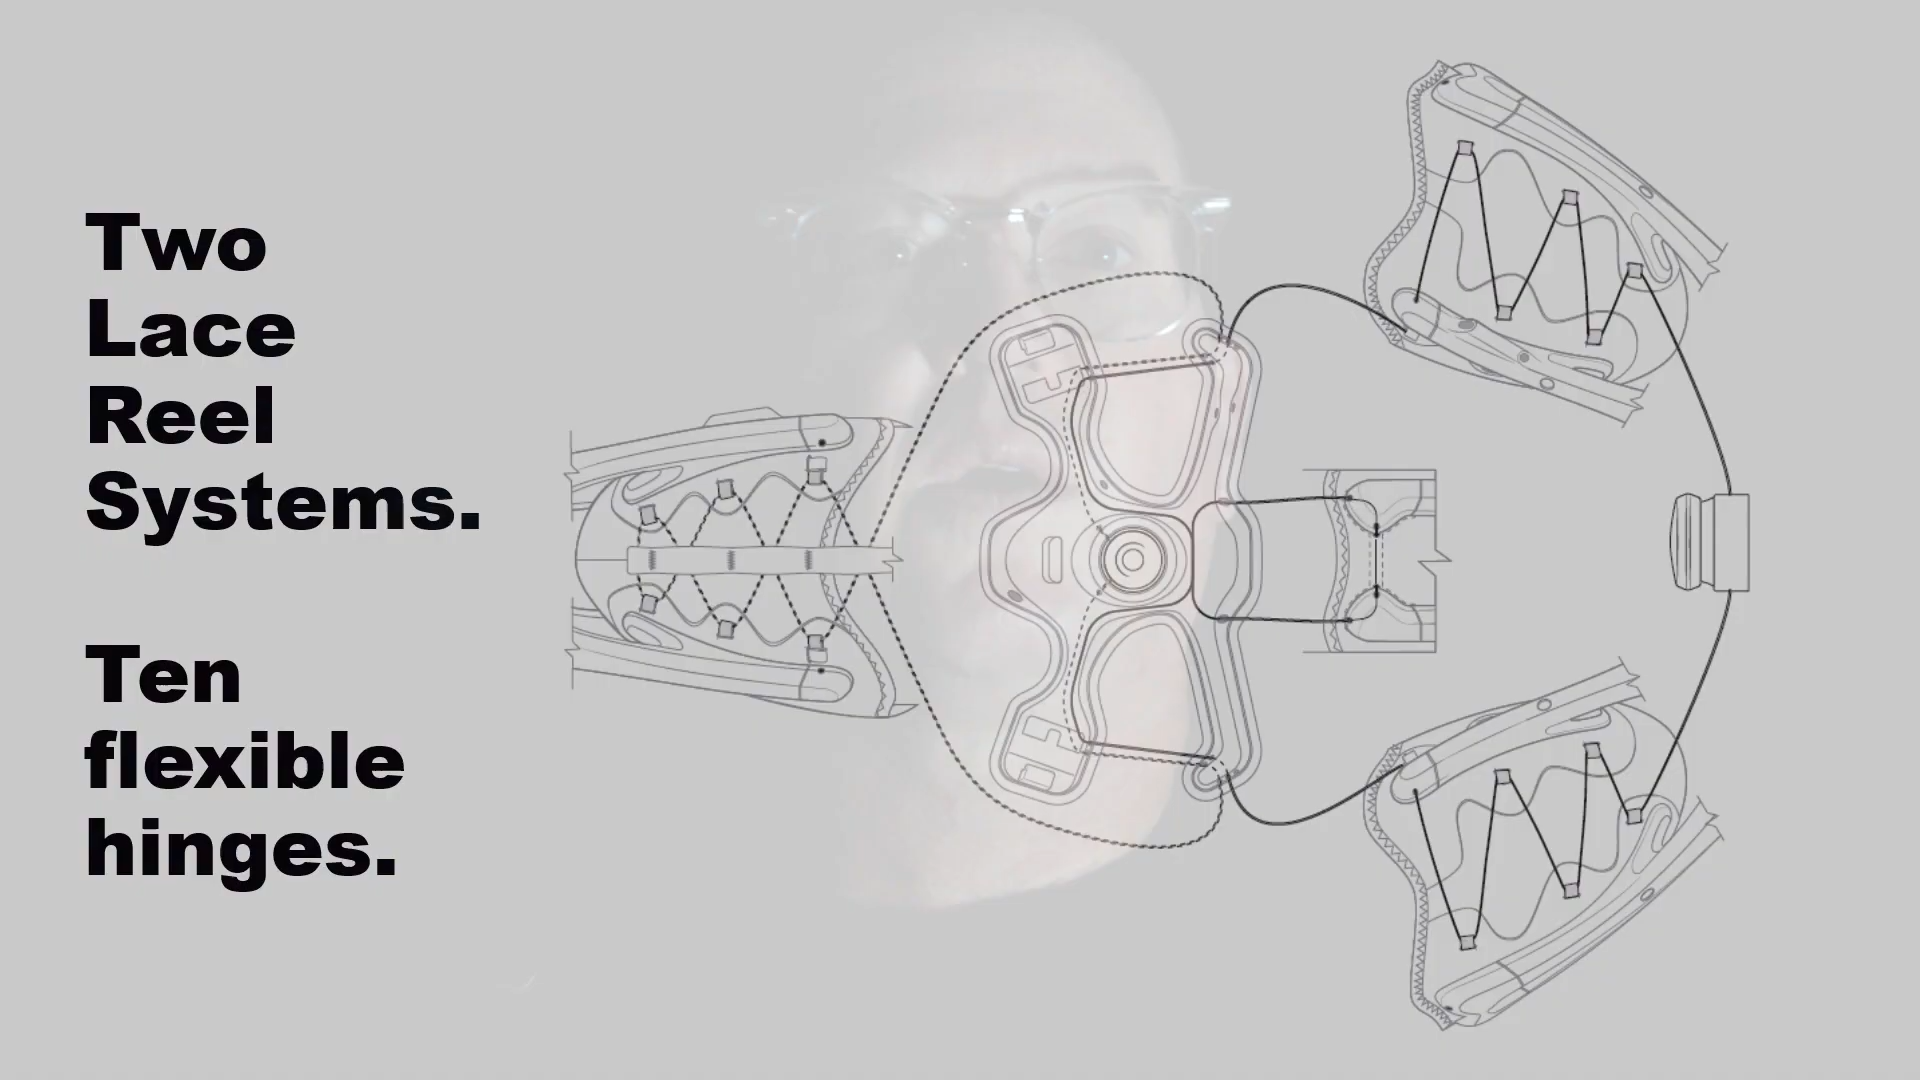 Two
Lace
Reel
Systems.
Ten
flexible
hinges.